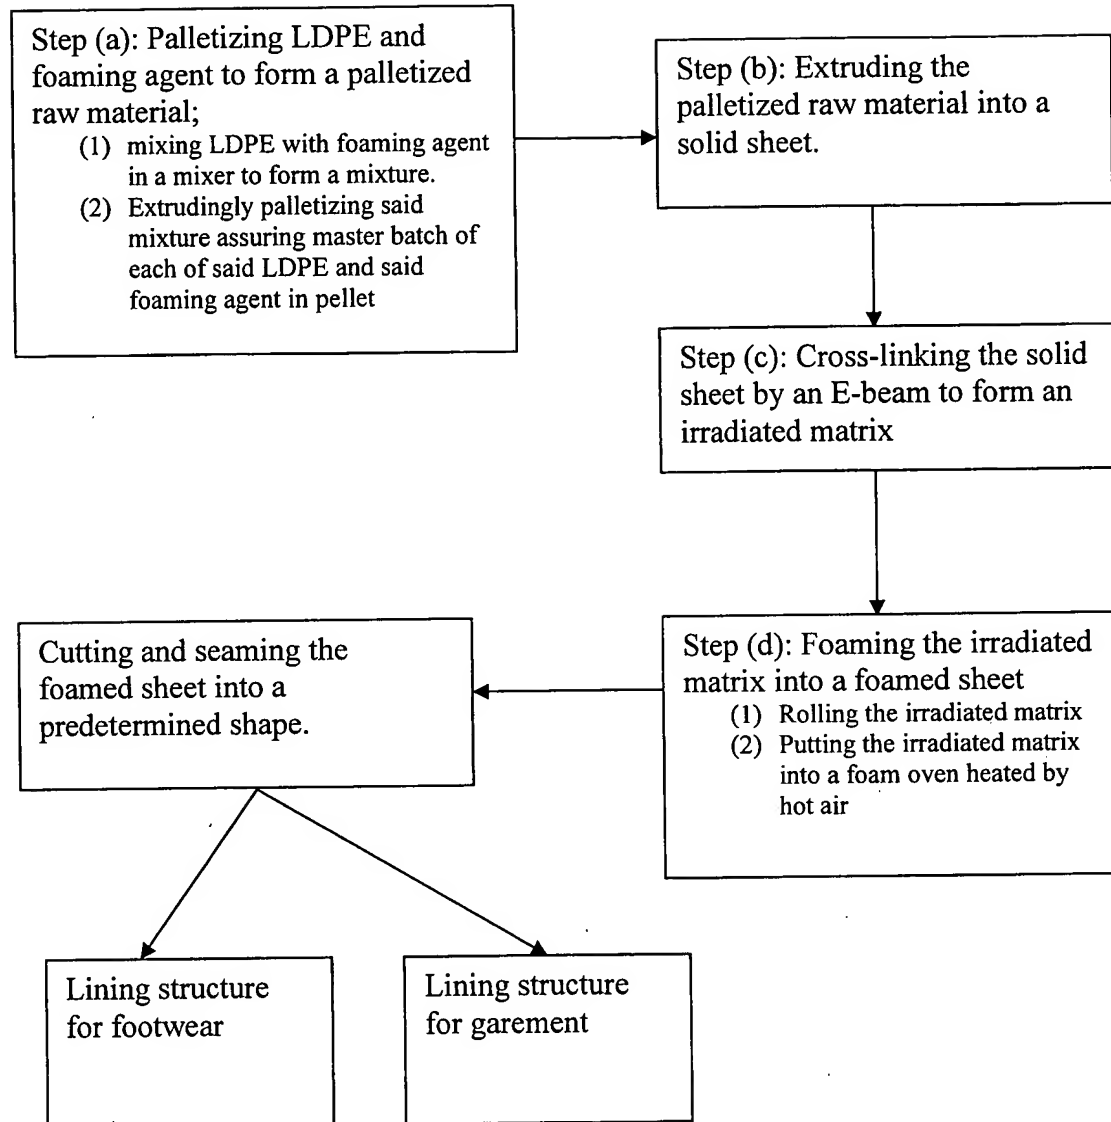 Step (a): Palletizing LDPE and
foaming agent to form a palletized
raw material;
(1) mixing LDPE with foaming agent
in a mixer to form a mixture.
(2) Extrudingly palletizing said
mixture assuring master batch of
each of said LDPE and said
foaming agent in pellet
Step (b): Extruding the
palletized raw material into a
solid sheet.
Step (c): Cross-linking the solid
sheet by an E-beam to form an
irradiated matrix
Step (d): Foaming the irradiated
matrix into a foamed sheet
(1) Rolling the irradiated matrix
(2) Putting the irradiated matrix
into a foam oven heated by
hot air
Cutting and seaming the
foamed sheet into a
predetermined shape.
Lining structure
for footwear
Lining structure
for garement